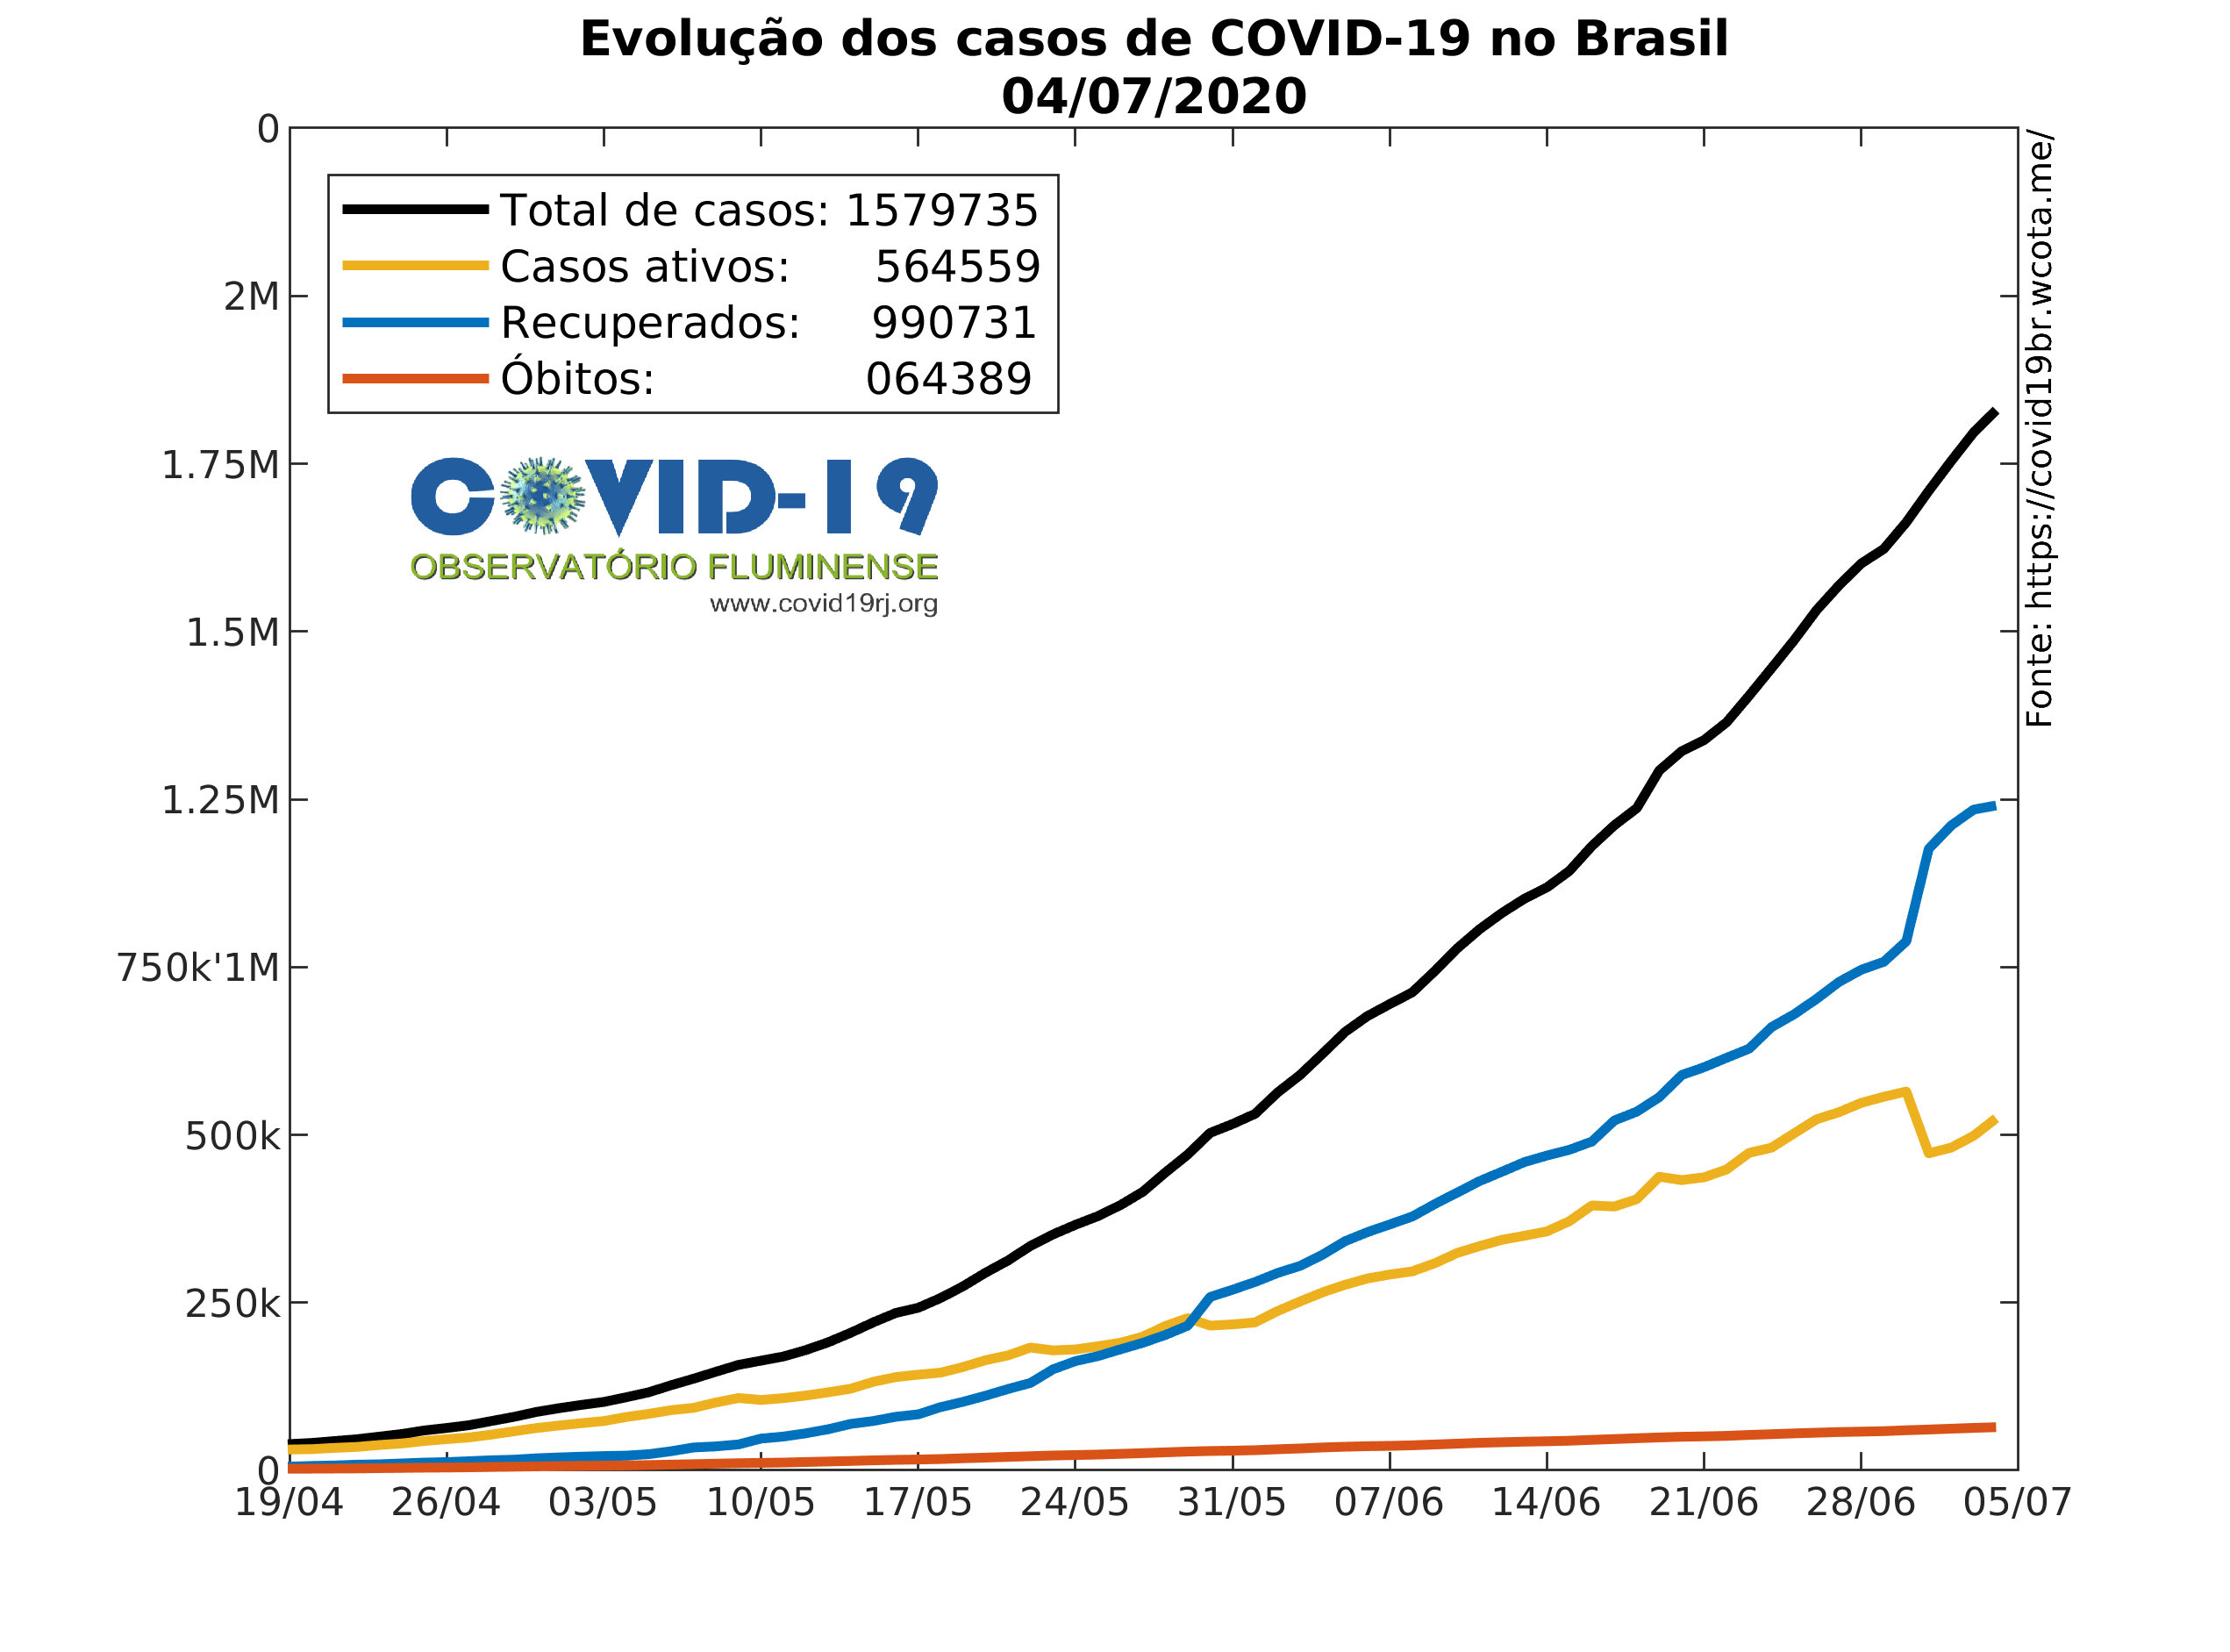 Evolução dos casos de COVID-19 no Brasil
04/07/2020
0
2M
1.75M
1.5M
1.25M
750k'1M
500k
250k
0
Total de casos: 1579735
Casos ativos: 564559
Recuperados: 990731
Óbitos: 064389
COVID-19
OBSERVATÓRIO FLUMINENSE
www.covid19rj.org
Fonte: https://covid19br.wcota.me/
19/04 26/04 03/05 10/05 17/05 24/05 31/05 07/06 14/06 21/06 28/06 05/07